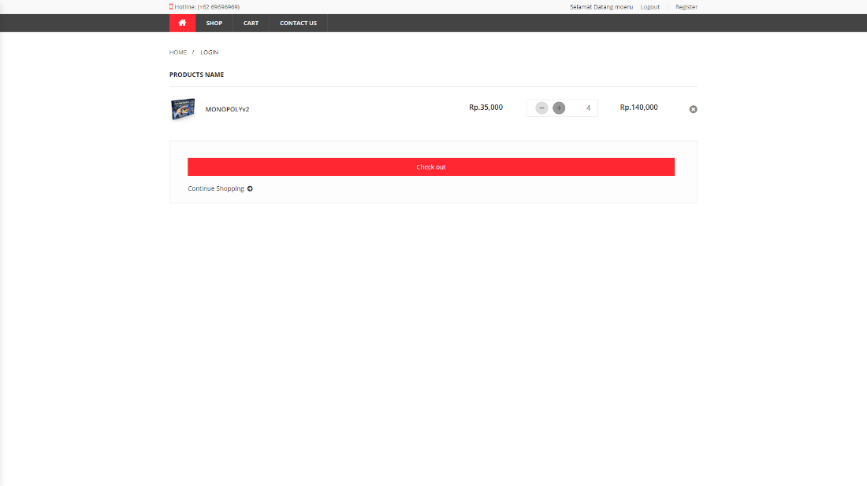 Hotline: (+62 69696969) Selamat Datang moenu Logout Register
SHOP CART CONTACT US
HOME / LOGIN
PRODUCTS NAME
MONOPOLYv2 Rp.35,000 4 Rp.140,000
Check out
Continue Shopping